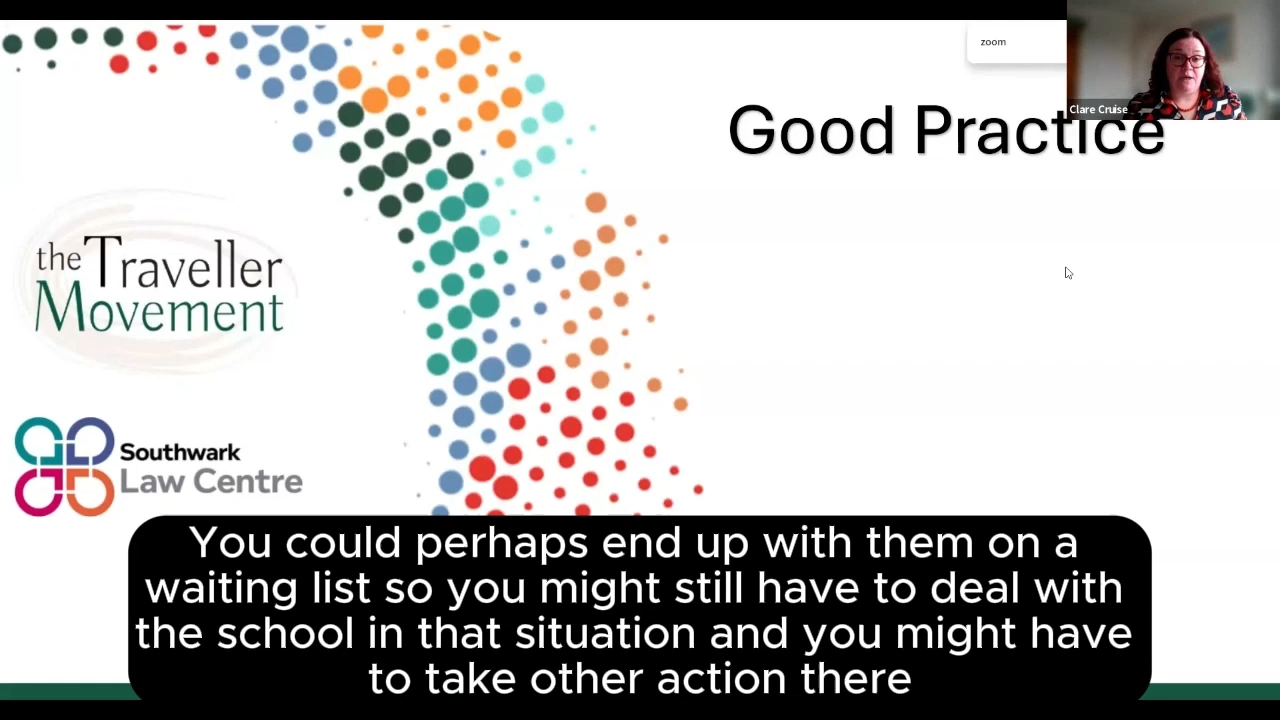 zoom
Clare Cruise
Good Practice
the Traveller
Movement
Southwark
Law Centre
You could perhaps end up with them on a
waiting list so you might still have to deal with
the school in that situation and you might have
to take other action there